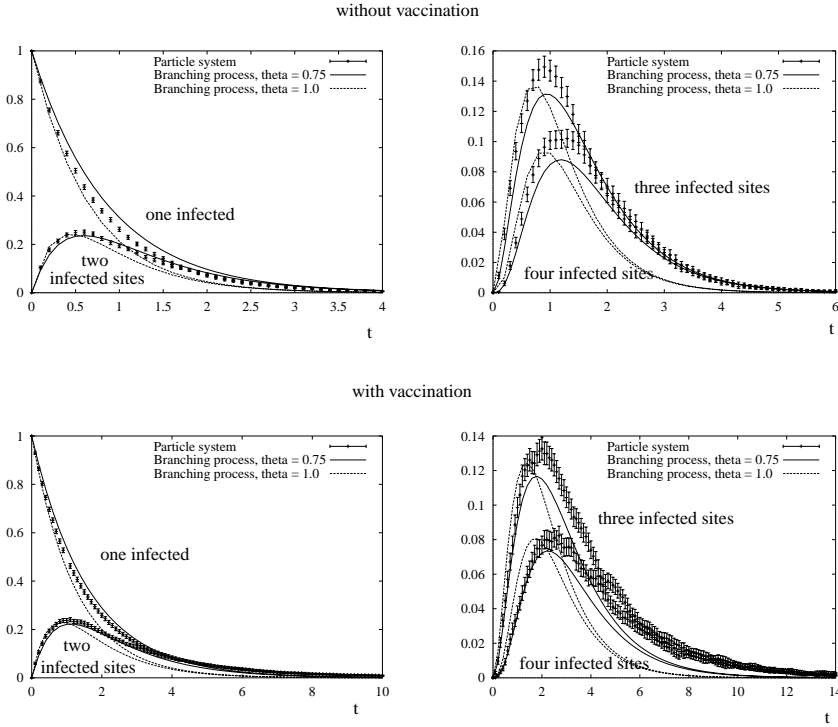 without vaccination
1
0.8
0.6
0.4
0.2
0
0 0.5 1 1.5 2 2.5 3 3.5 4
t
Particle system
Branching process, theta = 0.75
Branching process, theta = 1.0
one infected
two
infected sites
0.16
0.14
0.12
0.1
0.08
0.06
0.04
0.02
0
0 1 2 3 4 5 6
t
Particle system
Branching process, theta = 0.75
Branching process, theta = 1.0
three infected sites
four infected sites
with vaccination
1
0.8
0.6
0.4
0.2
0
0 2 4 6 8 10
t
Particle system
Branching process, theta = 0.75
Branching process, theta = 1.0
one infected
two
infected sites
0.14
0.12
0.1
0.08
0.06
0.04
0.02
0
0 2 4 6 8 10 12 14
t
Particle system
Branching process, theta = 0.75
Branching process, theta = 1.0
three infected sites
four infected sites